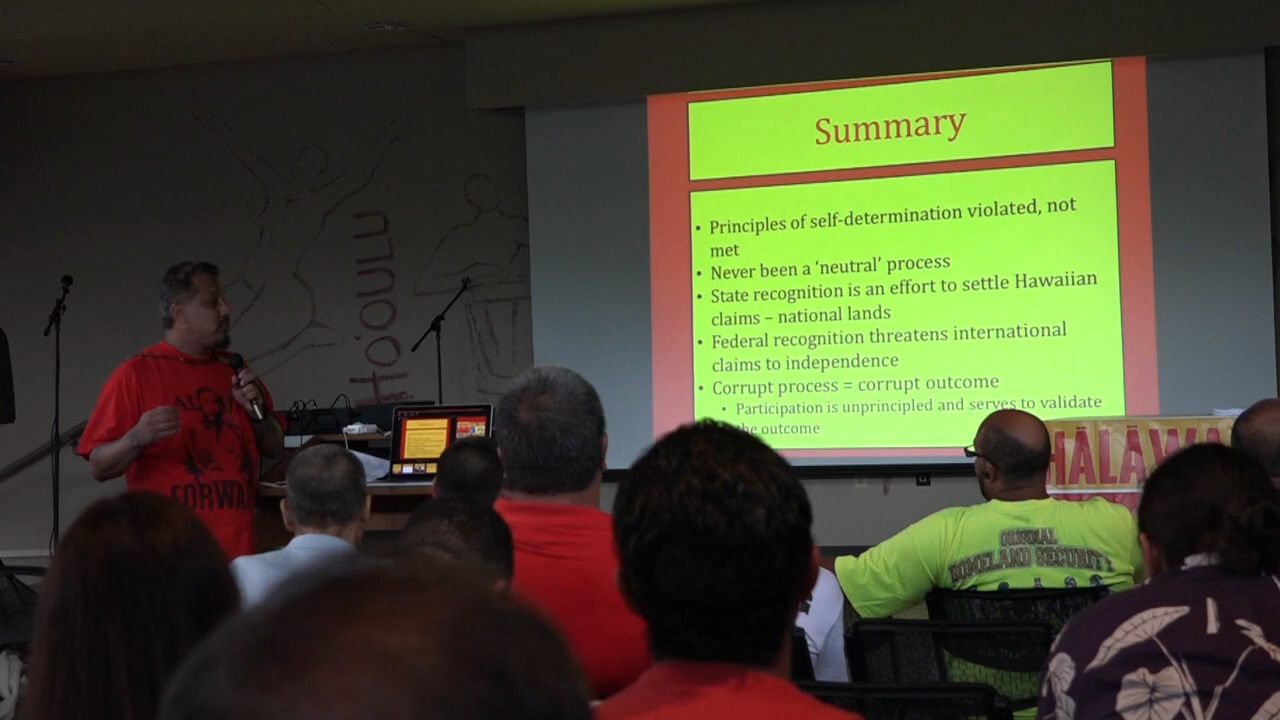 Summary
• Principles of self-determination violated, not
met
• Never been a ‘neutral’ process
• State recognition is an effort to settle Hawaiian
claims – national lands
• Federal recognition threatens international
claims to independence
• Corrupt process = corrupt outcome
• Participation is unprincipled and serves to validate
the outcome
HO‘OULU
HĀLAWA
ORIGINAL
HOMELAND SECURITY